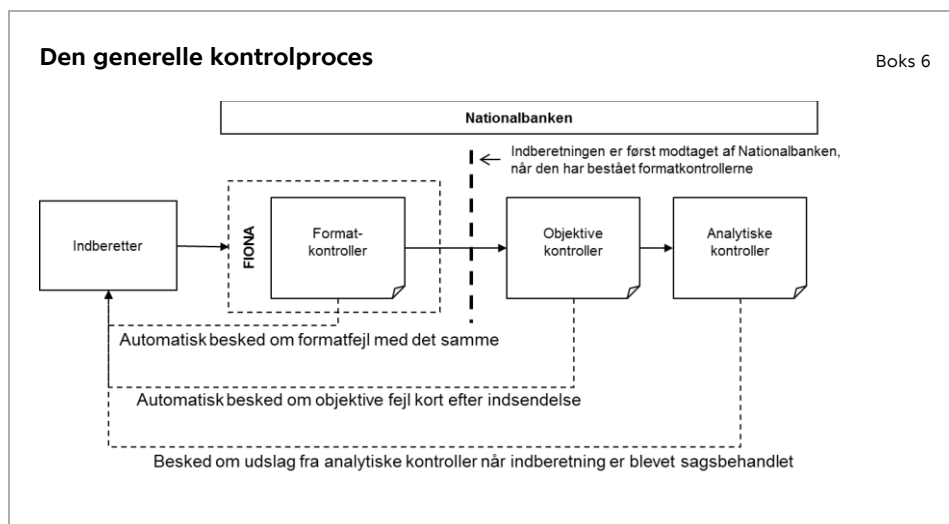 Den generelle kontrolproces
Boks 6
Nationalbanken
Indberetningen er først modtaget af Nationalbanken,
når den har bestået formatkontrollerne
Indberetter
FIONA
Format-
kontroller
Objektive
kontroller
Analytiske
kontroller
Automatisk besked om formatfejl med det samme
Automatisk besked om objektive fejl kort efter indsendelse
Besked om udslag fra analytiske kontroller når indberetning er blevet sagsbehandlet